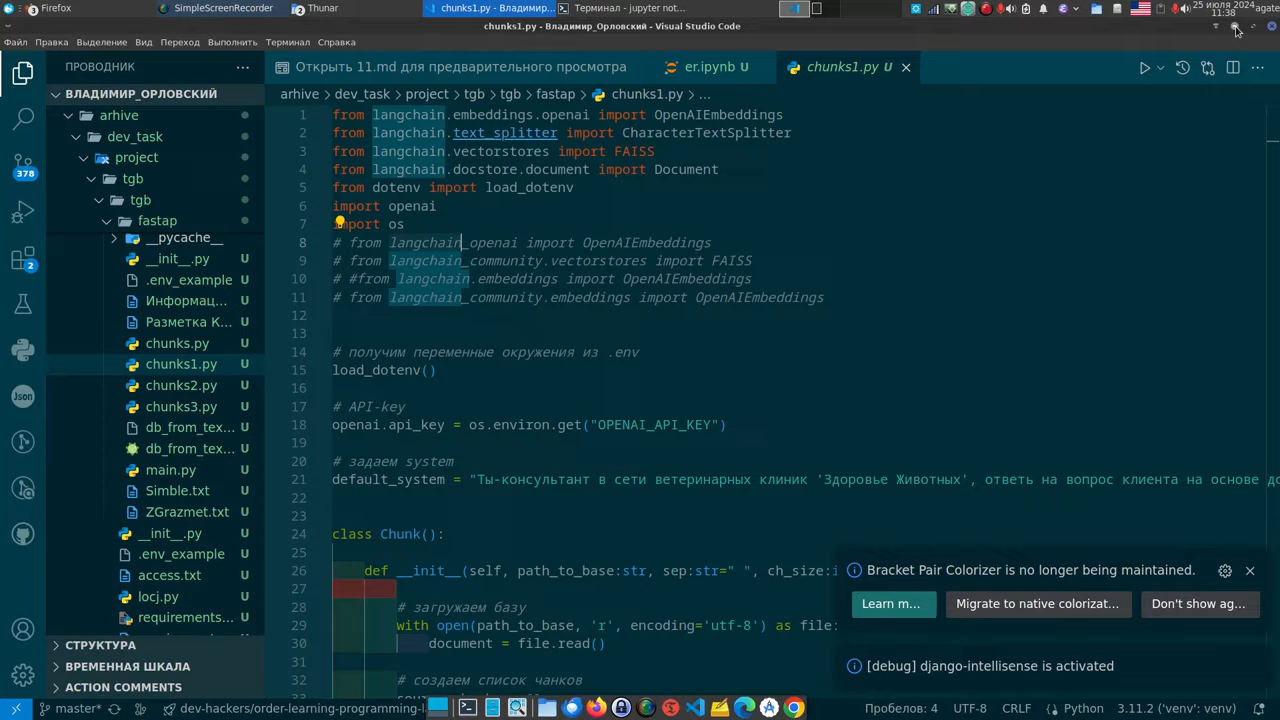 Firefox
SimpleScreenRecorder
3 Thunar
chunks1.py - Владимир...
Терминал - jupyter not...
25 июля 2024
11:38
agate
chunks1.py - Владимир_Орловский - Visual Studio Code
Файл Правка Выделение Вид Переход Выполнить Терминал Справка
ПРОВОДНИК
Открыть 11.md для предварительного просмотра
er.ipynb U
chunks1.py U
ВЛАДИМИР_ОРЛОВСКИЙ
arhive
dev_task
project
tgb
tgb
fastap
__pycache__
__init__.py U
.env_example U
Информац... U
Разметка К... U
chunks.py U
chunks1.py U
chunks2.py U
chunks3.py U
db_from_tex... U
db_from_tex... U
main.py U
Simble.txt U
ZGrazmet.txt U
__init__.py U
.env_example U
access.txt U
locj.py U
requirements... U
СТРУКТУРА
ВРЕМЕННАЯ ШКАЛА
ACTION COMMENTS
378
2
Json
arhive > dev_task > project > tgb > tgb > fastap > chunks1.py > ...
1 from langchain.embeddings.openai import OpenAIEmbeddings
2 from langchain.text_splitter import CharacterTextSplitter
3 from langchain.vectorstores import FAISS
4 from langchain.docstore.document import Document
5 from dotenv import load_dotenv
6 import openai
7 import os
8 # from langchain_openai import OpenAIEmbeddings
9 # from langchain_community.vectorstores import FAISS
10 # #from langchain.embeddings import OpenAIEmbeddings
11 # from langchain_community.embeddings import OpenAIEmbeddings
12
13
14 # получим переменные окружения из .env
15 load_dotenv()
16
17 # API-key
18 openai.api_key = os.environ.get("OPENAI_API_KEY")
19
20 # задаем system
21 default_system = "Ты-консультант в сети ветеринарных клиник 'Здоровье Животных', ответь на вопрос клиента на основе до
22
23
24 class Chunk():
25
26 def __init__(self, path_to_base:str, sep:str=" ", ch_size:i
27
28 # загружаем базу
29 with open(path_to_base, 'r', encoding='utf-8') as file:
30 document = file.read()
31
32 # создаем список чанков
Bracket Pair Colorizer is no longer being maintained.
Learn m... Migrate to native colorizat... Don't show ag...
[debug] django-intellisense is activated
master* dev-hackers/order-learning-programming-l
Пробелов: 4 UTF-8 CRLF Python 3.11.2 ('venv': venv)